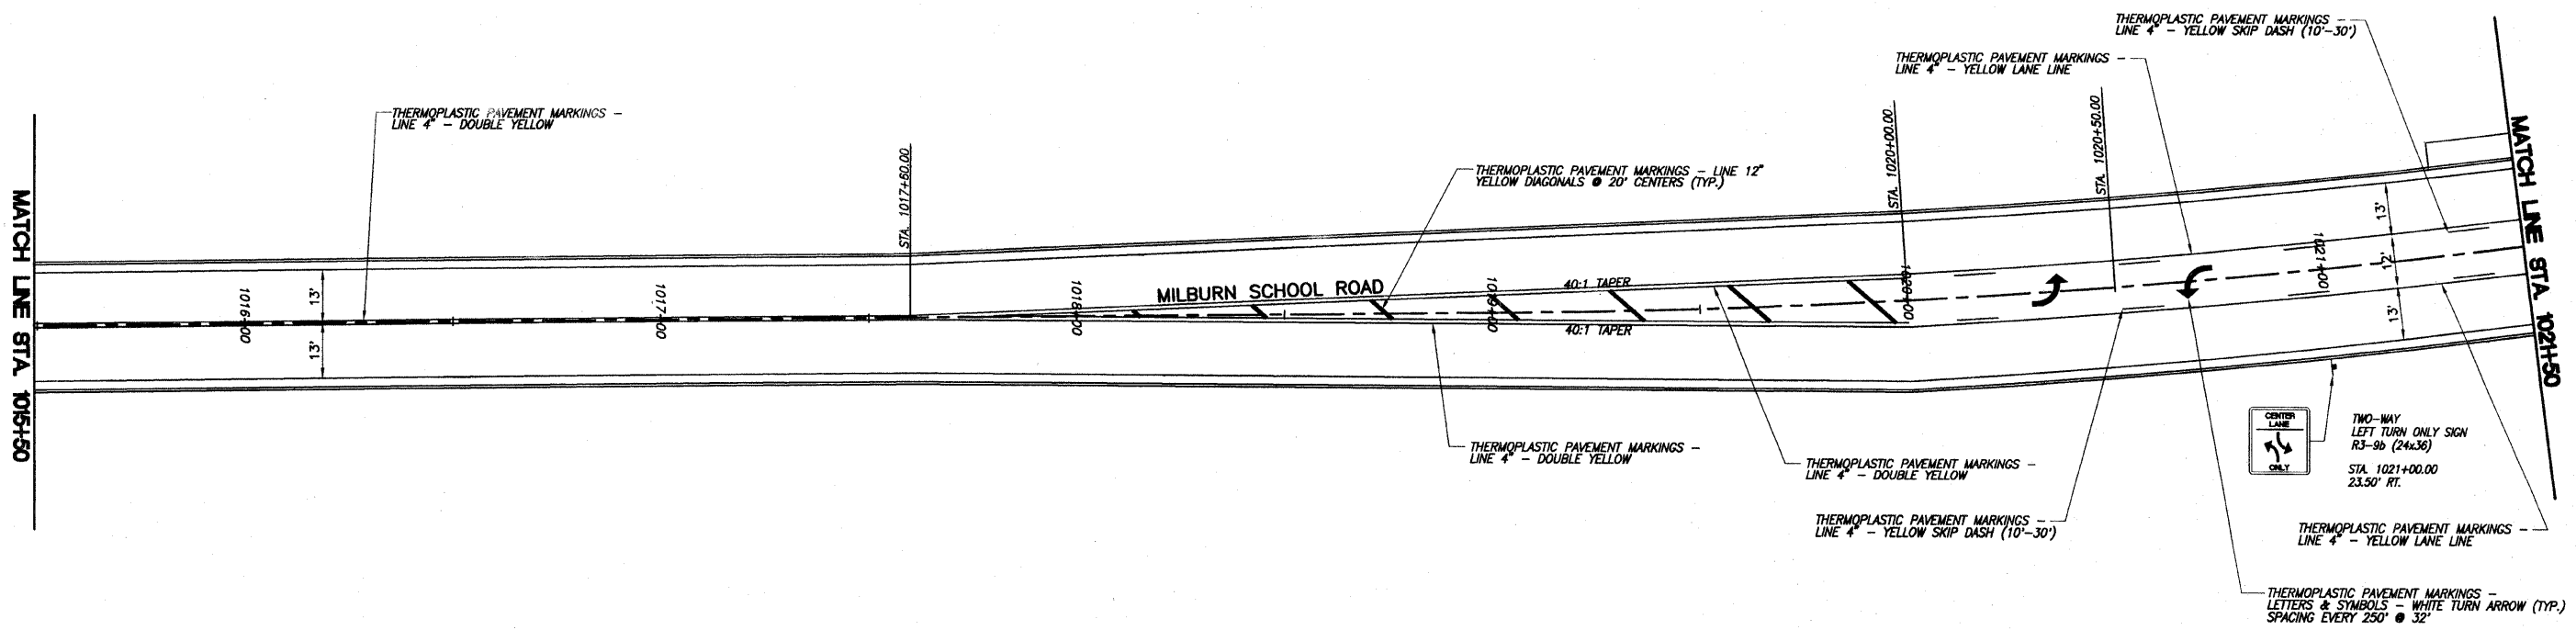 THERMOPLASTIC PAVEMENT MARKINGS –
LINE 4" – YELLOW SKIP DASH (10'–30')
THERMOPLASTIC PAVEMENT MARKINGS –
LINE 4" – YELLOW LANE LINE
THERMOPLASTIC PAVEMENT MARKINGS –
LINE 4" – DOUBLE YELLOW
THERMOPLASTIC PAVEMENT MARKINGS – LINE 12"
YELLOW DIAGONALS @ 20' CENTERS (TYP.)
MATCH LINE STA 1015+50
STA. 1017+60.00
STA. 1020+00.00
STA. 1020+50.00
MATCH LINE STA 1021+50
1016+00
13'
13'
1017+00
1018+00
MILBURN SCHOOL ROAD
1019+00
40:1 TAPER
40:1 TAPER
1020+00
1021+00
13'
12'
13'
CENTER
LANE
ONLY
TWO-WAY
LEFT TURN ONLY SIGN
R3-9b (24x36)
STA. 1021+00.00
23.50' RT.
THERMOPLASTIC PAVEMENT MARKINGS –
LINE 4" – DOUBLE YELLOW
THERMOPLASTIC PAVEMENT MARKINGS –
LINE 4" – DOUBLE YELLOW
THERMOPLASTIC PAVEMENT MARKINGS –
LINE 4" – YELLOW SKIP DASH (10'–30')
THERMOPLASTIC PAVEMENT MARKINGS –
LINE 4" – YELLOW LANE LINE
THERMOPLASTIC PAVEMENT MARKINGS –
LETTERS & SYMBOLS – WHITE TURN ARROW (TYP.)
SPACING EVERY 250' @ 32'